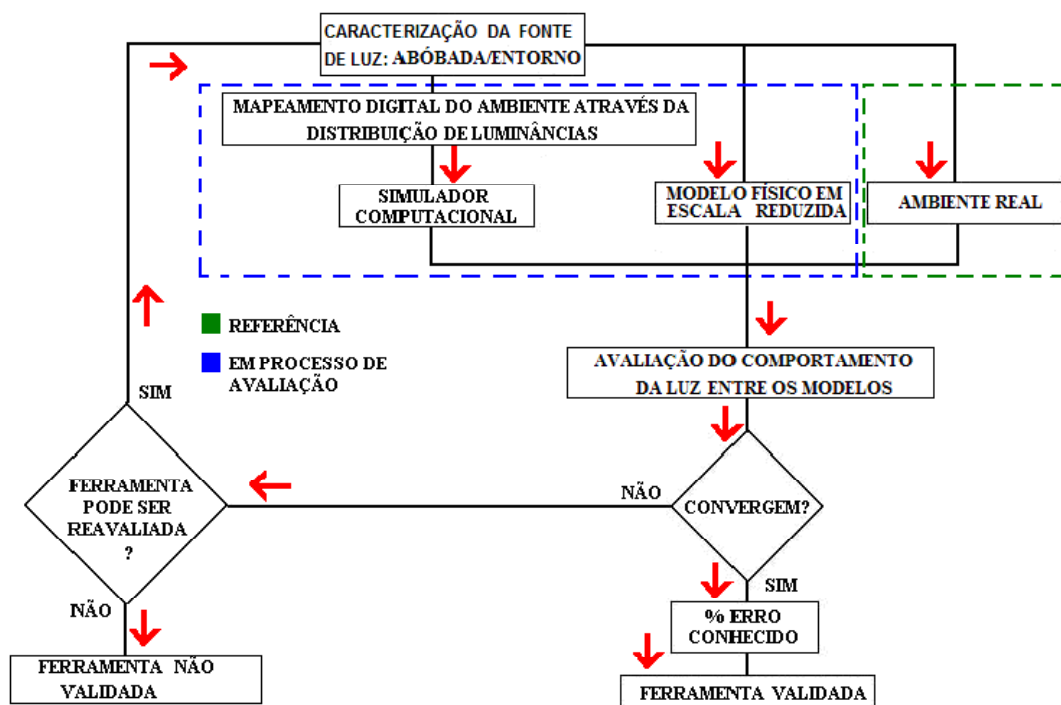 CARACTERIZAÇÃO DA FONTE
DE LUZ: ABÓBADA/ENTORNO
MAPEAMENTO DIGITAL DO AMBIENTE ATRAVÉS DA
DISTRIBUIÇÃO DE LUMINÂNCIAS
SIMULADOR
COMPUTACIONAL
MODELO FÍSICO EM
ESCALA REDUZIDA
AMBIENTE REAL
REFERÊNCIA
EM PROCESSO DE
AVALIAÇÃO
AVALIAÇÃO DO COMPORTAMENTO
DA LUZ ENTRE OS MODELOS
SIM
FERRAMENTA
PODE SER
REAVALIADA
?
NÃO
CONVERGEM?
NÃO
SIM
% ERRO
CONHECIDO
FERRAMENTA NÃO
VALIDADA
FERRAMENTA VALIDADA